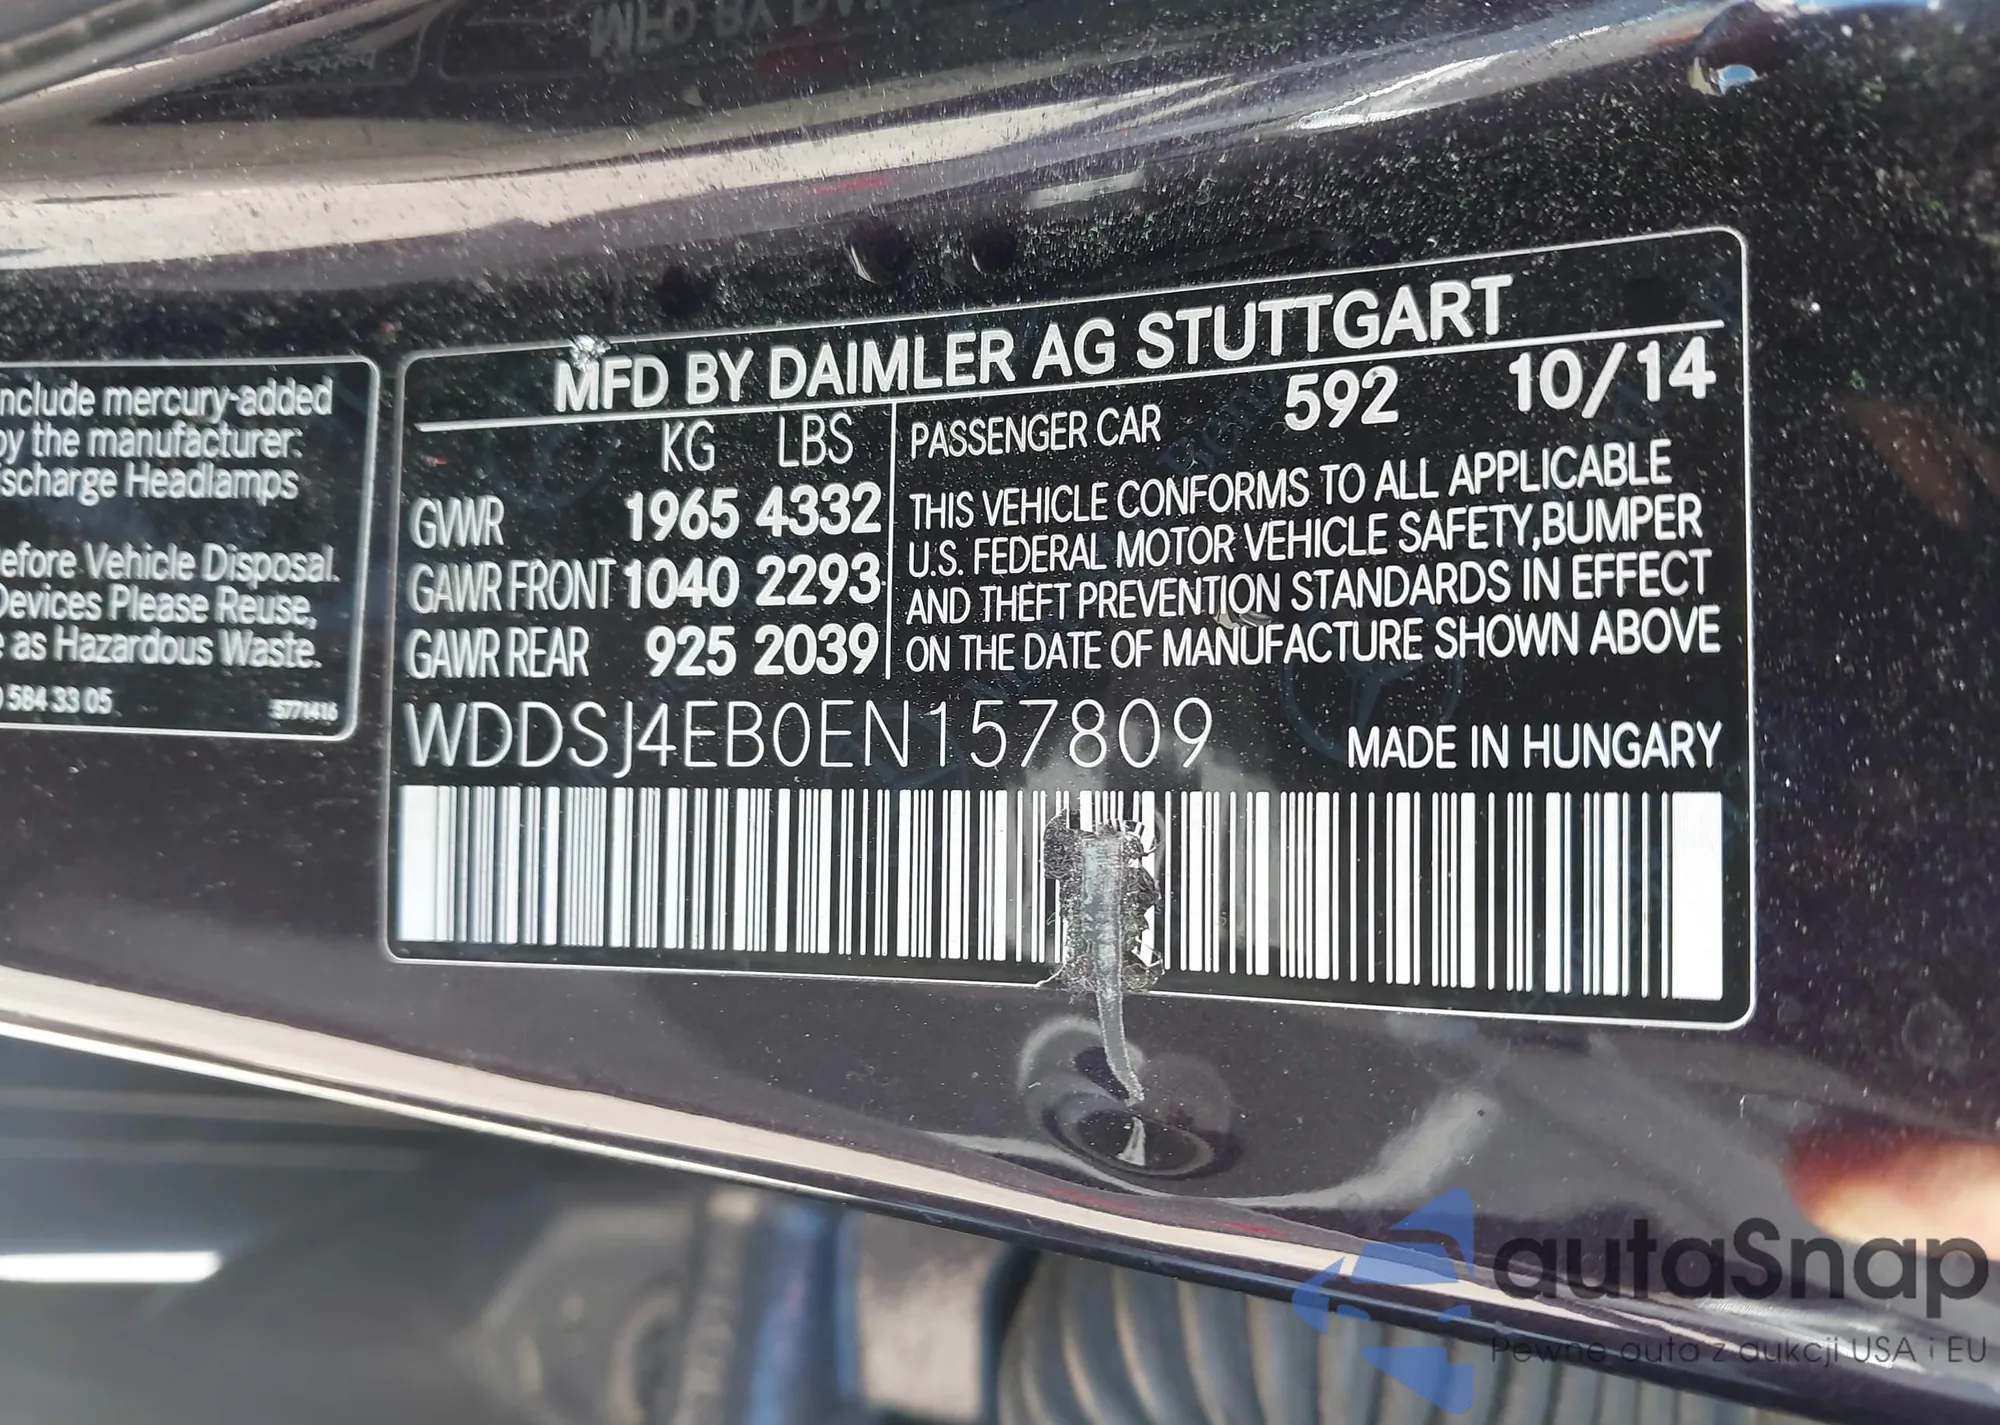 nclude mercury-added
by the manufacturer:
scharge Headlamps
efore Vehicle Disposal.
Devices Please Reuse,
as Hazardous Waste.
584 33 05
5771416
MFD BY DAIMLER AG STUTTGART
KG LBS
GVWR 1965 4332
GAWR FRONT 1040 2293
GAWR REAR 925 2039
PASSENGER CAR 592 10/14
THIS VEHICLE CONFORMS TO ALL APPLICABLE
U.S. FEDERAL MOTOR VEHICLE SAFETY,BUMPER
AND THEFT PREVENTION STANDARDS IN EFFECT
ON THE DATE OF MANUFACTURE SHOWN ABOVE
WDDSJ4EB0EN157809
MADE IN HUNGARY
autaSnap
Pewne auta z aukcji USA i EU